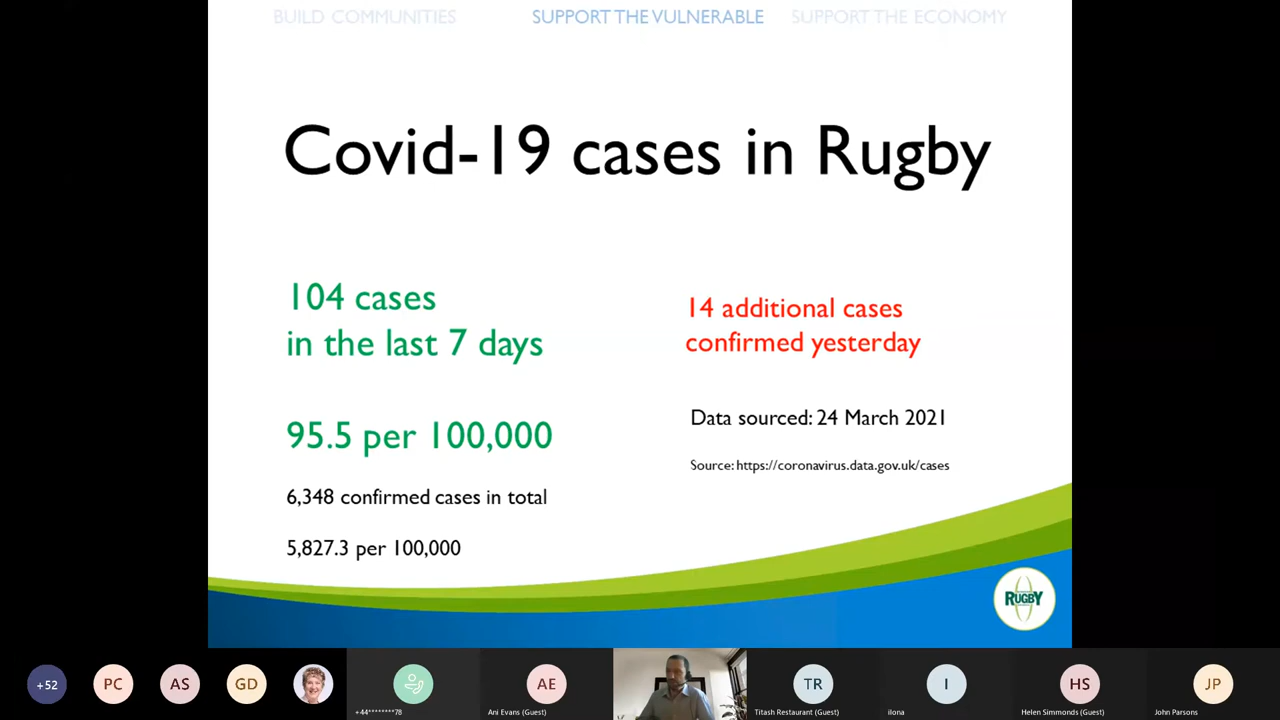 BUILD COMMUNITIES
SUPPORT THE VULNERABLE
SUPPORT THE ECONOMY
Covid-19 cases in Rugby
104 cases
in the last 7 days
95.5 per 100,000
6,348 confirmed cases in total
5,827.3 per 100,000
14 additional cases
confirmed yesterday
Data sourced: 24 March 2021
Source: https://coronavirus.data.gov.uk/cases
RUGBY
+52
PC
AS
GD
+44********78
AE
Ani Evans (Guest)
TR
Titash Restaurant (Guest)
I
ilona
HS
Helen Simmonds (Guest)
JP
John Parsons